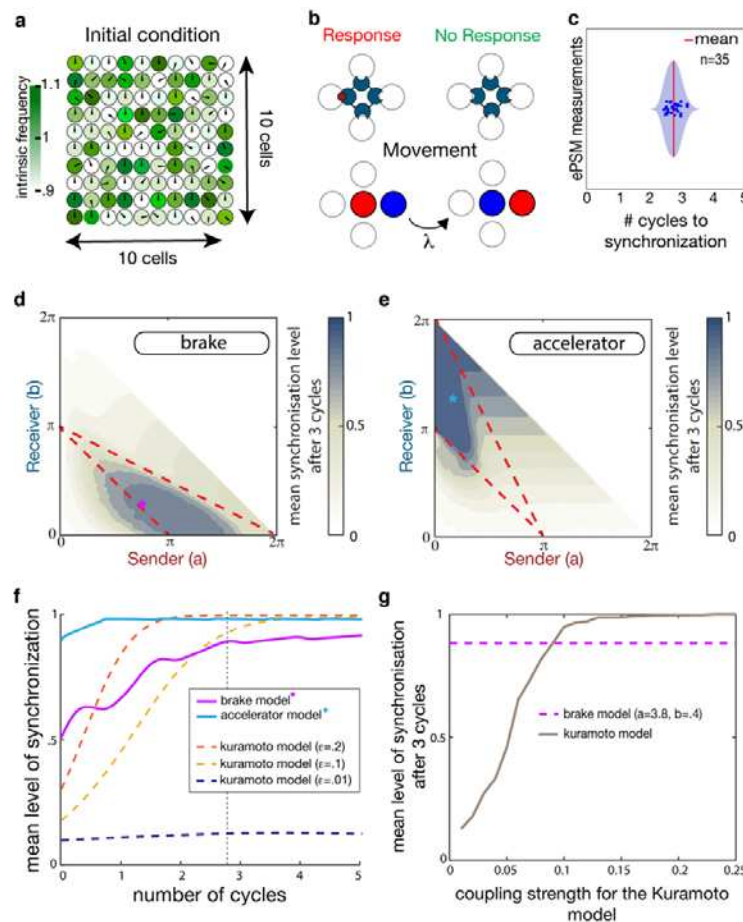 a
Initial condition
intrinsic frequency
1.1
1
.9
10 cells
10 cells
b
Response
No Response
Movement
λ
c
mean
n=35
ePSM measurements
0 1 2 3 4 5
# cycles to
synchronization
d
2π
π
0
brake
Receiver (b)
0 π 2π
Sender (a)
1
0.5
0
mean synchronisation level
after 3 cycles
e
2π
π
0
accelerator
Receiver (b)
0 π 2π
Sender (a)
1
0.5
0
mean synchronisation level
after 3 cycles
f
1
.5
0
mean level of synchronization
brake model*
accelerator model*
kuramoto model (ε=.2)
kuramoto model (ε=.1)
kuramoto model (ε=.01)
0 1 2 3 4 5
number of cycles
g
1
0.5
0
mean level of synchronisation
after 3 cycles
brake model (a=3.8, b=.4)
kuramoto model
0 0.05 0.1 0.15 0.2 0.25
coupling strength for the Kuramoto
model